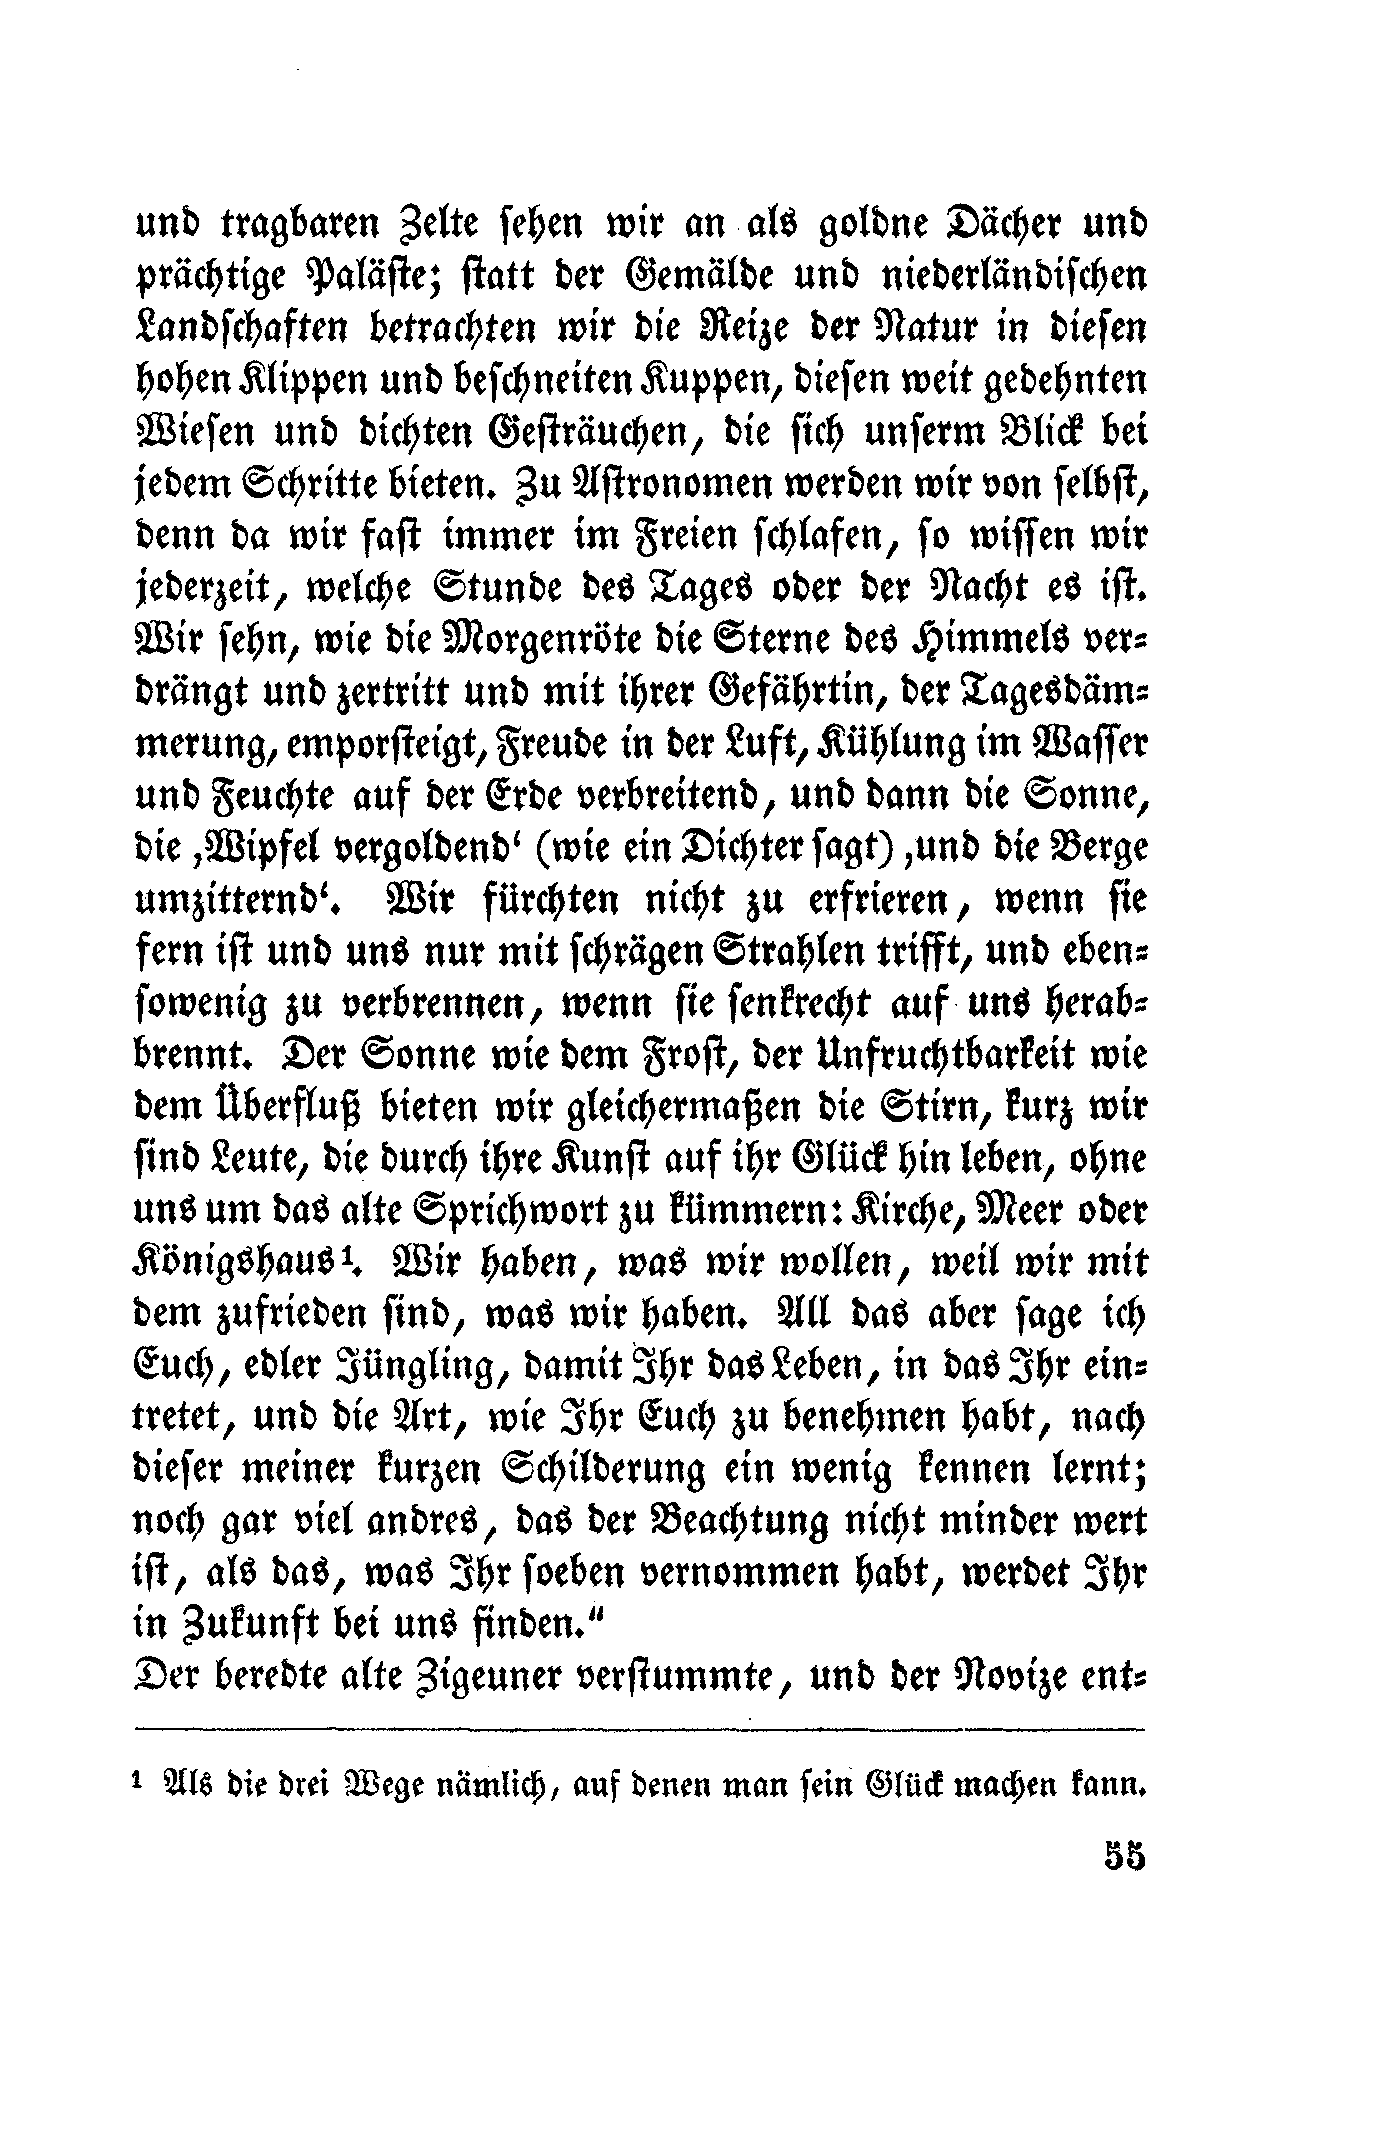 und tragbaren Zelte sehen wir an als goldne Dächer und
prächtige Paläste; statt der Gemälde und niederländischen
Landschaften betrachten wir die Reize der Natur in diesen
hohen Klippen und beschneiten Kuppen, diesen weit gedehnten
Wiesen und dichten Gesträuchen, die sich unserm Blick bei
jedem Schritte bieten. Zu Astronomen werden wir von selbst,
denn da wir fast immer im Freien schlafen, so wissen wir
jederzeit, welche Stunde des Tages oder der Nacht es ist.
Wir sehn, wie die Morgenröte die Sterne des Himmels ver-
drängt und zertritt und mit ihrer Gefährtin, der Tagesdäm-
merung, emporsteigt, Freude in der Luft, Kühlung im Wasser
und Feuchte auf der Erde verbreitend, und dann die Sonne,
die ‚Wipfel vergoldend‘ (wie ein Dichter sagt) ‚und die Berge
umzitternd‘. Wir fürchten nicht zu erfrieren, wenn sie
fern ist und uns nur mit schrägen Strahlen trifft, und eben-
sowenig zu verbrennen, wenn sie senkrecht auf uns herab-
brennt. Der Sonne wie dem Frost, der Unfruchtbarkeit wie
dem Überfluß bieten wir gleichermaßen die Stirn, kurz wir
sind Leute, die durch ihre Kunst auf ihr Glück hin leben, ohne
uns um das alte Sprichwort zu kümmern: Kirche, Meer oder
Königshaus¹. Wir haben, was wir wollen, weil wir mit
dem zufrieden sind, was wir haben. All das aber sage ich
Euch, edler Jüngling, damit Ihr das Leben, in das Ihr ein-
tretet, und die Art, wie Ihr Euch zu benehmen habt, nach
dieser meiner kurzen Schilderung ein wenig kennen lernt;
noch gar viel andres, das der Beachtung nicht minder wert
ist, als das, was Ihr soeben vernommen habt, werdet Ihr
in Zukunft bei uns finden.“
Der beredte alte Zigeuner verstummte, und der Novize ent-
¹ Als die drei Wege nämlich, auf denen man sein Glück machen kann.
55